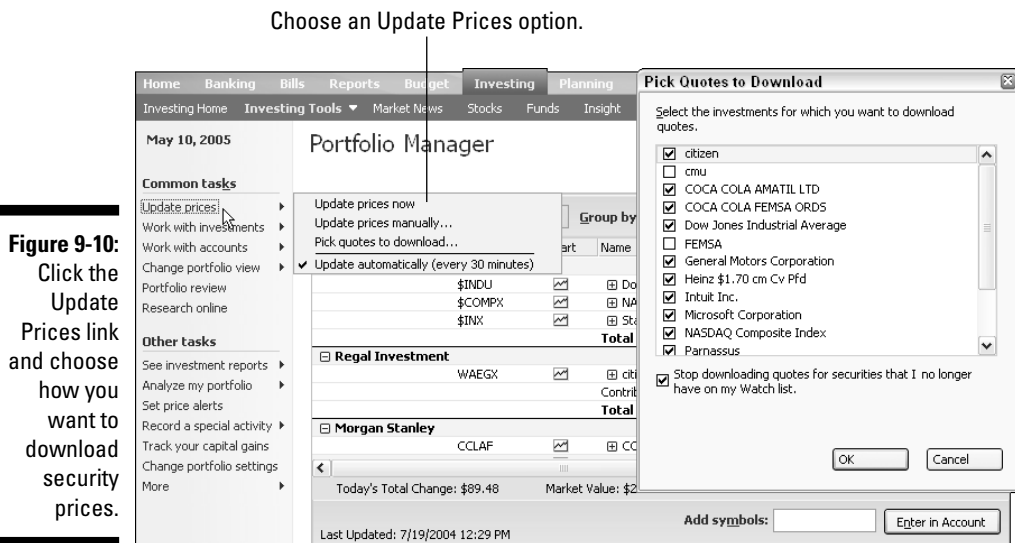 Choose an Update Prices option.
Home Banking Bills Reports Budget Investing Planning
Investing Home Investing Tools ▼ Market News Stocks Funds Insight
May 10, 2005
Portfolio Manager
Common tasks
Update prices
Work with investments
Work with accounts
Change portfolio view
Portfolio review
Research online
Other tasks
See investment reports
Analyze my portfolio
Set price alerts
Record a special activity
Track your capital gains
Change portfolio settings
More
Update prices now
Update prices manually...
Pick quotes to download...
✓ Update automatically (every 30 minutes)
Group by
art Name
$INDU Do
$COMPX NA
$INX Sta
Total
Regal Investment
WAEGX citi
Contrib
Total
Morgan Stanley
CCLAF CO
Today's Total Change: $89.48 Market Value: $2
Last Updated: 7/19/2004 12:29 PM
Add symbols: Enter in Account
Pick Quotes to Download
Select the investments for which you want to download
quotes.
citizen
cmu
COCA COLA AMATIL LTD
COCA COLA FEMSA ORDS
Dow Jones Industrial Average
FEMSA
General Motors Corporation
Heinz $1.70 cm Cv Pfd
Intuit Inc.
Microsoft Corporation
NASDAQ Composite Index
Parnassus
Stop downloading quotes for securities that I no longer
have on my Watch list.
OK Cancel
Figure 9-10:
Click the
Update
Prices link
and choose
how you
want to
download
security
prices.